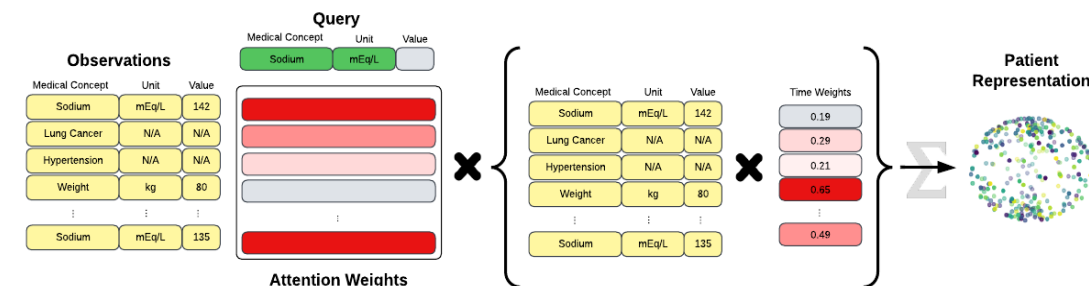 Query
Medical Concept Unit Value
Sodium mEq/L
Observations
Medical Concept Unit Value
Sodium mEq/L 142
Lung Cancer N/A N/A
Hypertension N/A N/A
Weight kg 80
⋮ ⋮ ⋮
Sodium mEq/L 135
⋮
Attention Weights
×
{
Medical Concept Unit Value
Sodium mEq/L 142
Lung Cancer N/A N/A
Hypertension N/A N/A
Weight kg 80
⋮ ⋮ ⋮
Sodium mEq/L 135
×
Time Weights
0.19
0.29
0.21
0.65
⋮
0.49
}
Σ
Patient
Representation